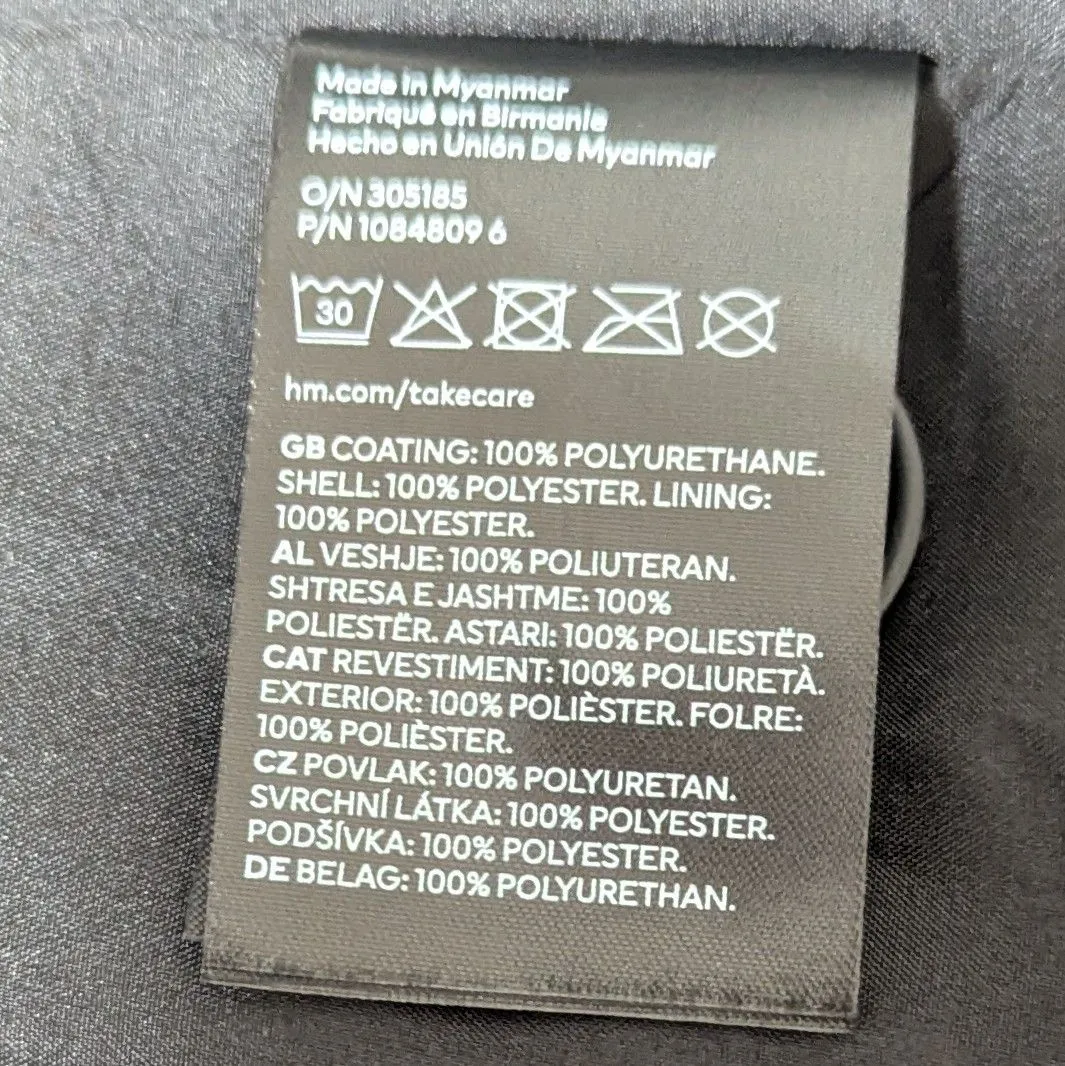 Made in Myanmar
Fabriqué en Birmanie
Hecho en Unión De Myanmar
O/N 305185
P/N 1084809 6
30
hm.com/takecare
GB COATING: 100% POLYURETHANE.
SHELL: 100% POLYESTER. LINING:
100% POLYESTER.
AL VESHJE: 100% POLIUTERAN.
SHTRESA E JASHTME: 100%
POLIESTËR. ASTARI: 100% POLIESTËR.
CAT REVESTIMENT: 100% POLIURETÀ.
EXTERIOR: 100% POLIÈSTER. FOLRE:
100% POLIÈSTER.
CZ POVLAK: 100% POLYURETAN.
SVRCHNÍ LÁTKA: 100% POLYESTER.
PODŠÍVKA: 100% POLYESTER.
DE BELAG: 100% POLYURETHAN.